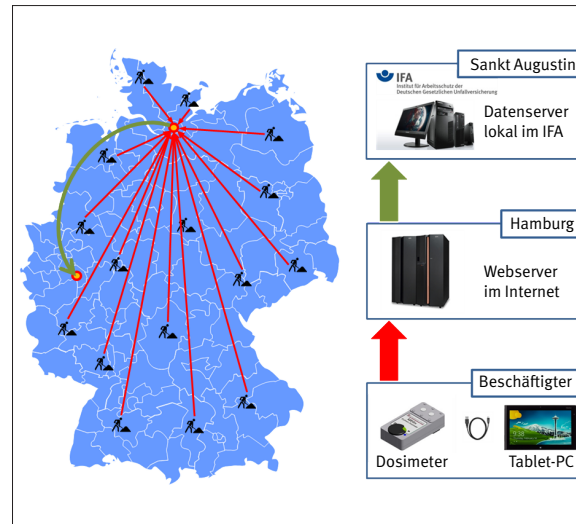 Sankt Augustin
IFA
Institut für Arbeitsschutz der
Deutschen Gesetzlichen Unfallversicherung
Datenserver
lokal im IFA
Hamburg
Webserver
im Internet
Beschäftigter
Dosimeter
Tablet-PC